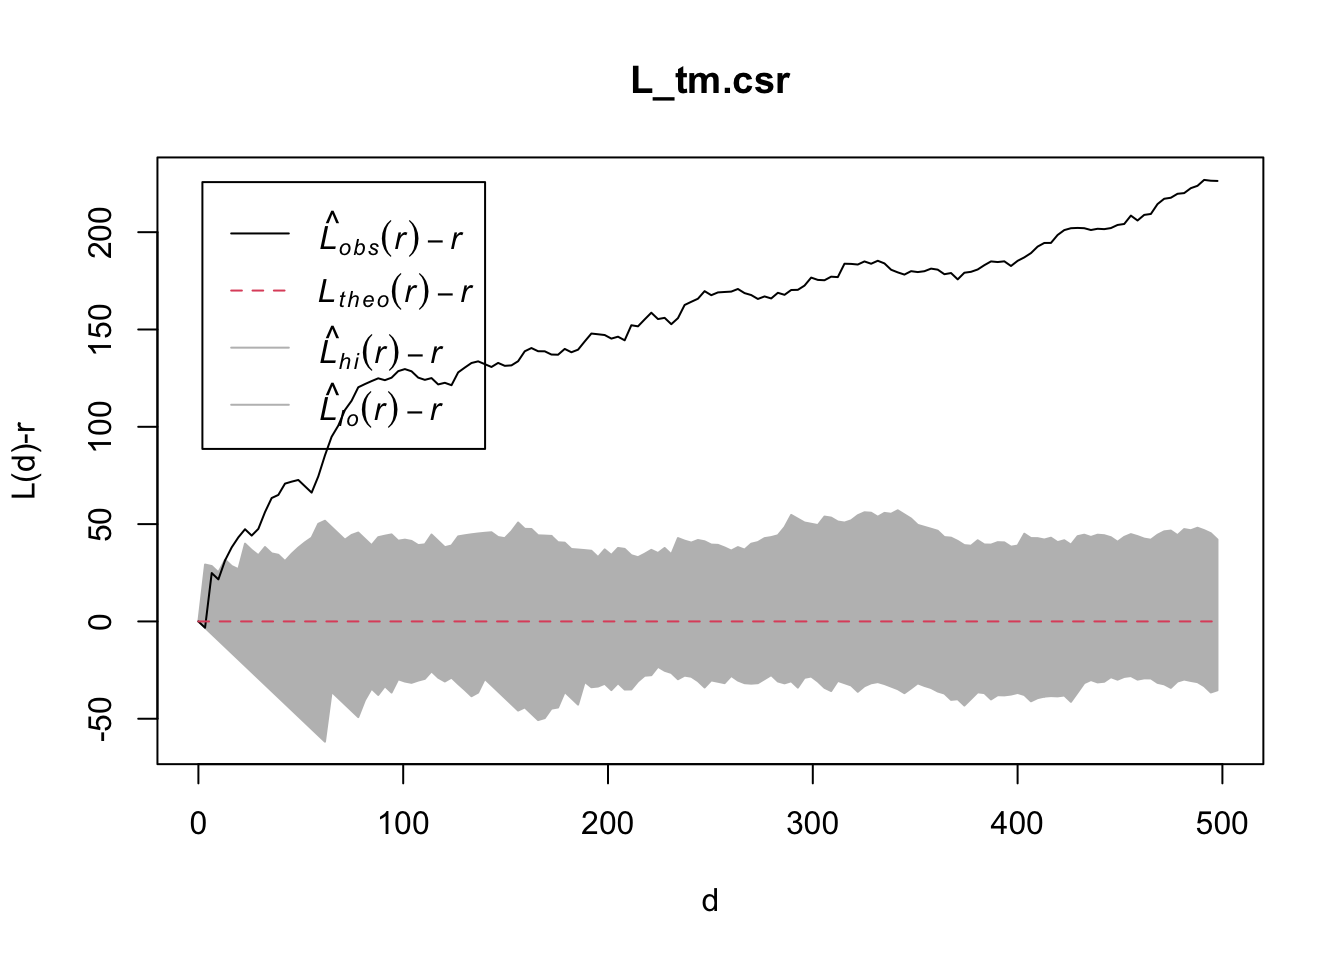 L_tm.csr
L̂obs(r) − r
Ltheo(r) − r
L̂hi(r) − r
L̂lo(r) − r
L(d)-r
200
150
100
50
0
-50
0 100 200 300 400 500
d